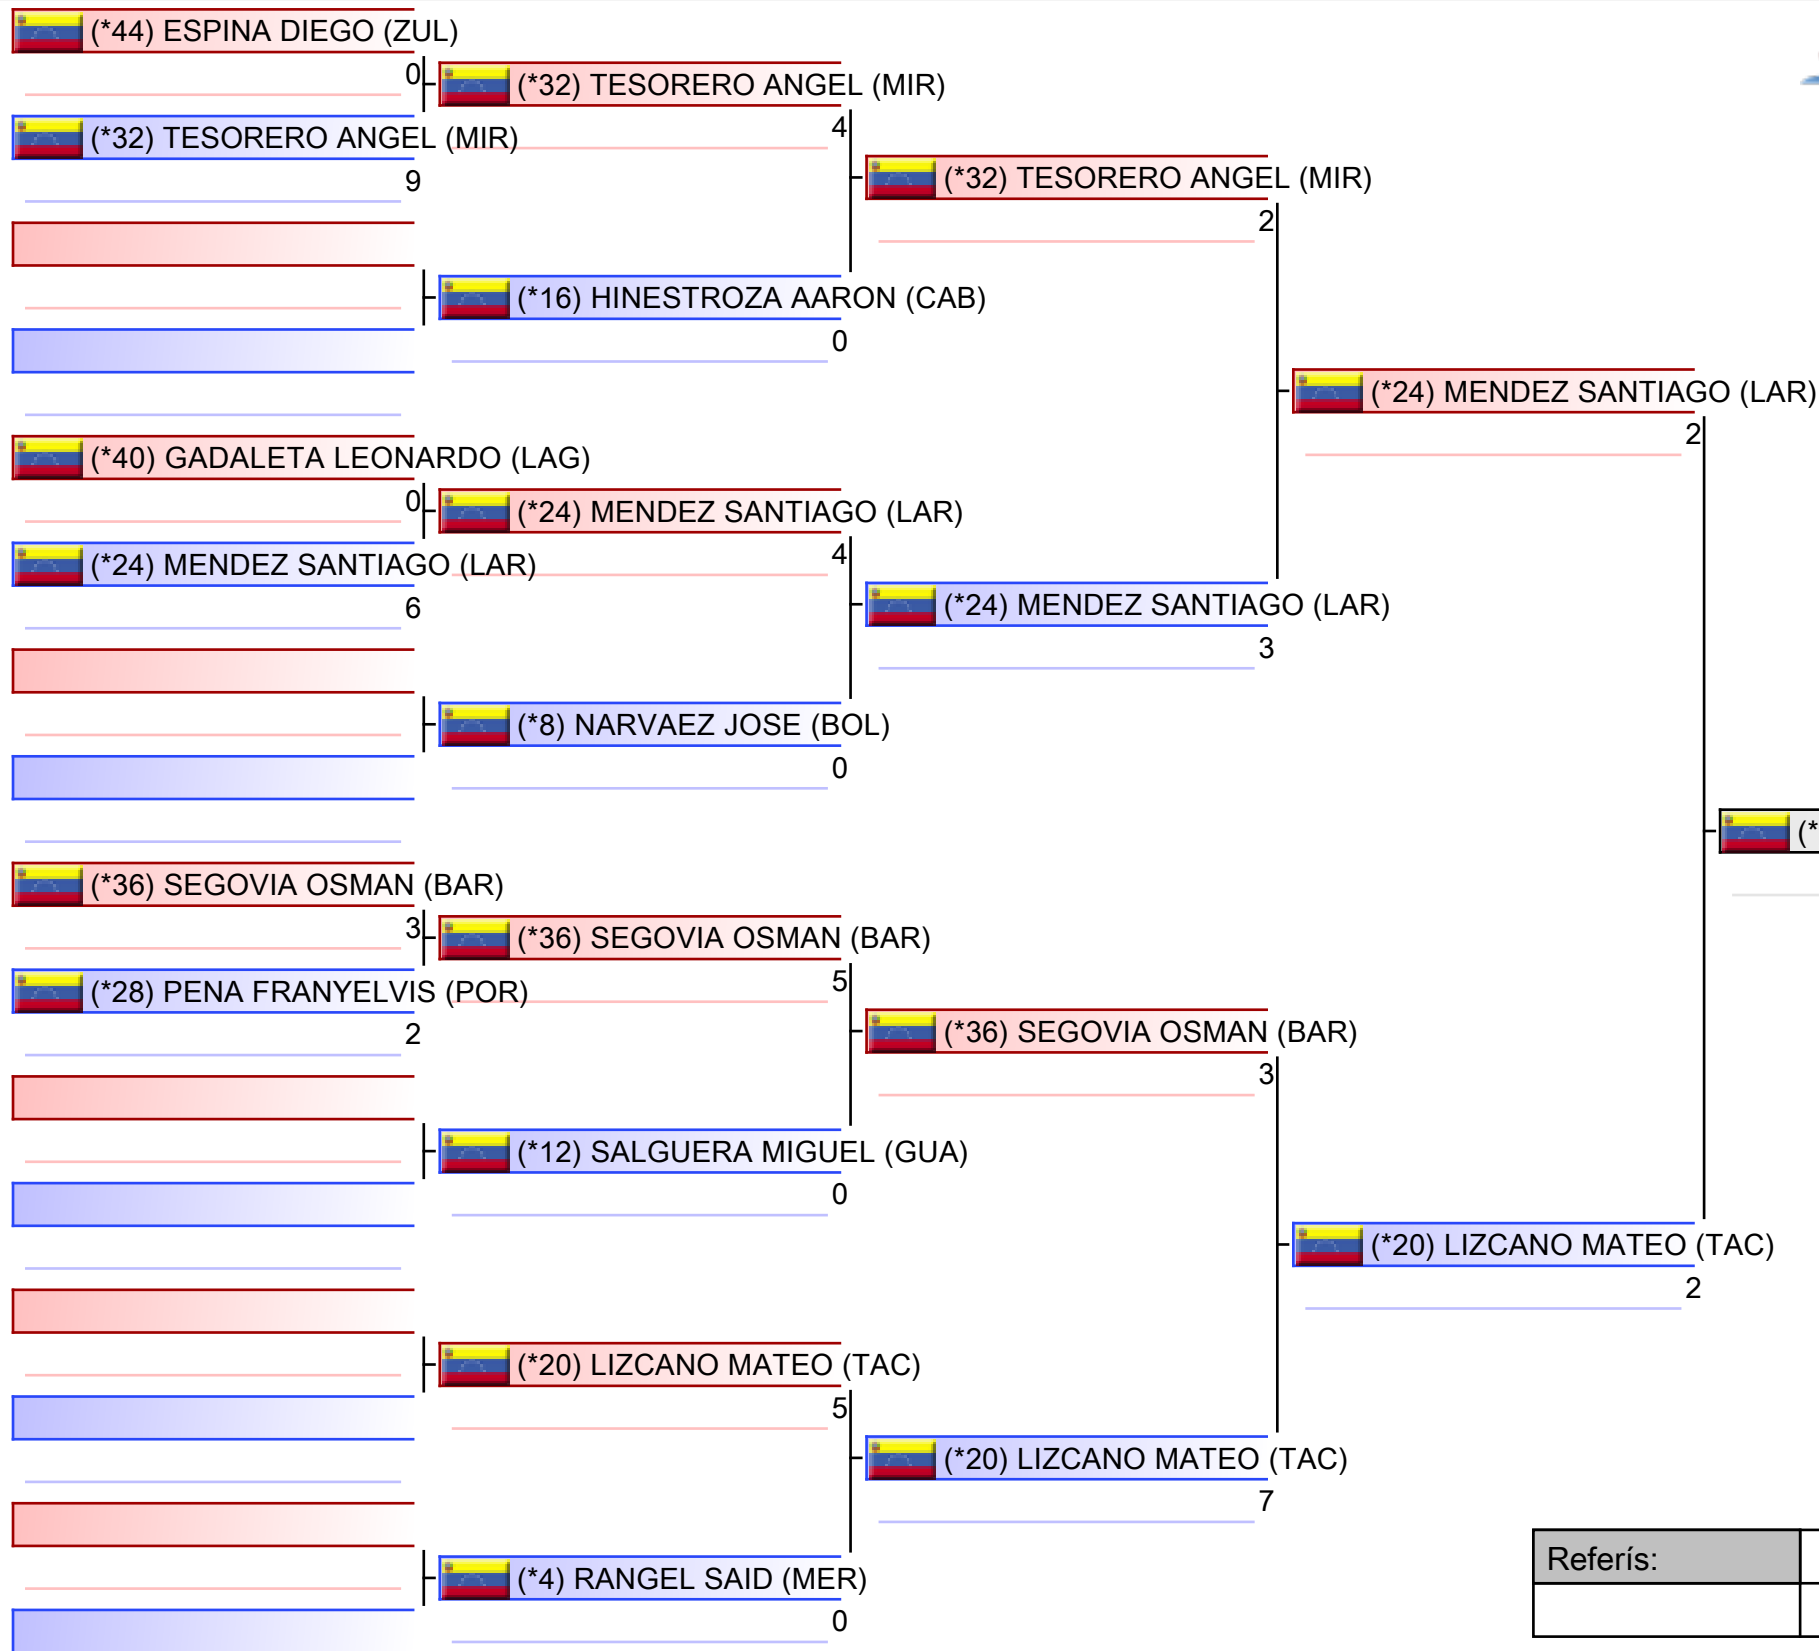 (*44) ESPINA DIEGO (ZUL)
0
(*32) TESORERO ANGEL (MIR)
9
(*40) GADALETA LEONARDO (LAG)
0
(*24) MENDEZ SANTIAGO (LAR)
6
(*36) SEGOVIA OSMAN (BAR)
3
(*28) PENA FRANYELVIS (POR)
2
(*32) TESORERO ANGEL (MIR)
4
(*16) HINESTROZA AARON (CAB)
0
(*24) MENDEZ SANTIAGO (LAR)
4
(*8) NARVAEZ JOSE (BOL)
0
(*36) SEGOVIA OSMAN (BAR)
5
(*12) SALGUERA MIGUEL (GUA)
0
(*20) LIZCANO MATEO (TAC)
5
(*4) RANGEL SAID (MER)
0
(*32) TESORERO ANGEL (MIR)
2
(*24) MENDEZ SANTIAGO (LAR)
3
(*36) SEGOVIA OSMAN (BAR)
3
(*20) LIZCANO MATEO (TAC)
7
(*24) MENDEZ SANTIAGO (LAR)
2
(*20) LIZCANO MATEO (TAC)
2
(*
Referís: